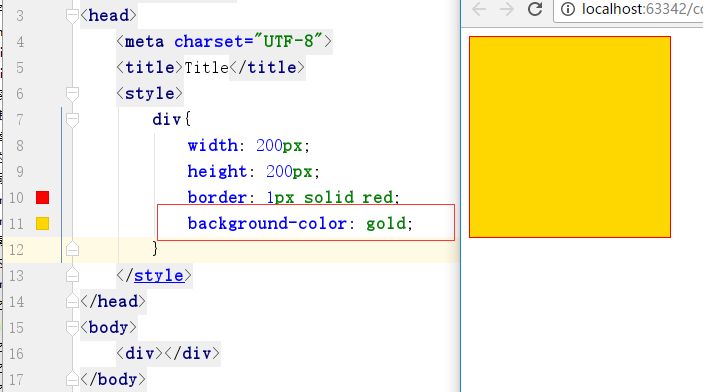 localhost:63342/co
3 <head>
4 <meta charset="UTF-8">
5 <title>Title</title>
6 <style>
7 div{
8 width: 200px;
9 height: 200px;
10 border: 1px solid red;
11 background-color: gold;
12 }
13 </style>
14 </head>
15 <body>
16 <div></div>
17 </body>